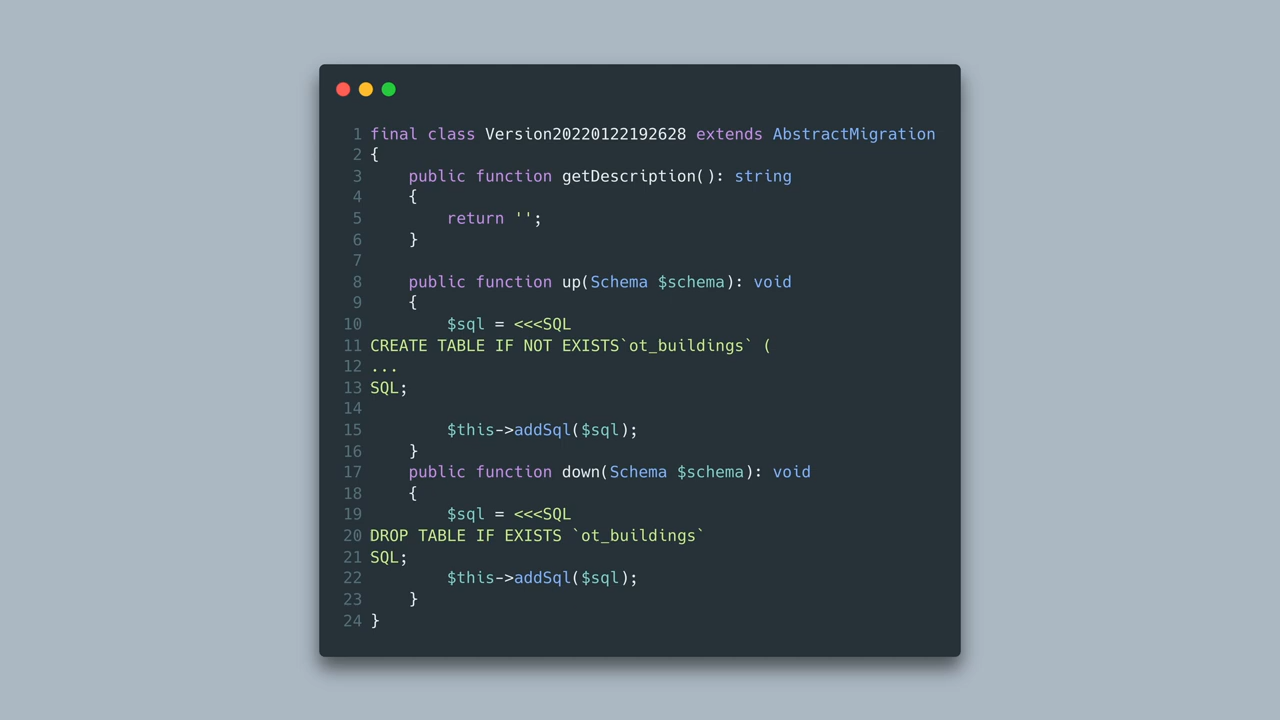 1 final class Version20220122192628 extends AbstractMigration
2 {
3     public function getDescription(): string
4     {
5         return '';
6     }
7
8     public function up(Schema $schema): void
9     {
10         $sql = <<<SQL
11 CREATE TABLE IF NOT EXISTS`ot_buildings` (
12 ...
13 SQL;
14
15         $this->addSql($sql);
16     }
17     public function down(Schema $schema): void
18     {
19         $sql = <<<SQL
20 DROP TABLE IF EXISTS `ot_buildings`
21 SQL;
22         $this->addSql($sql);
23     }
24 }